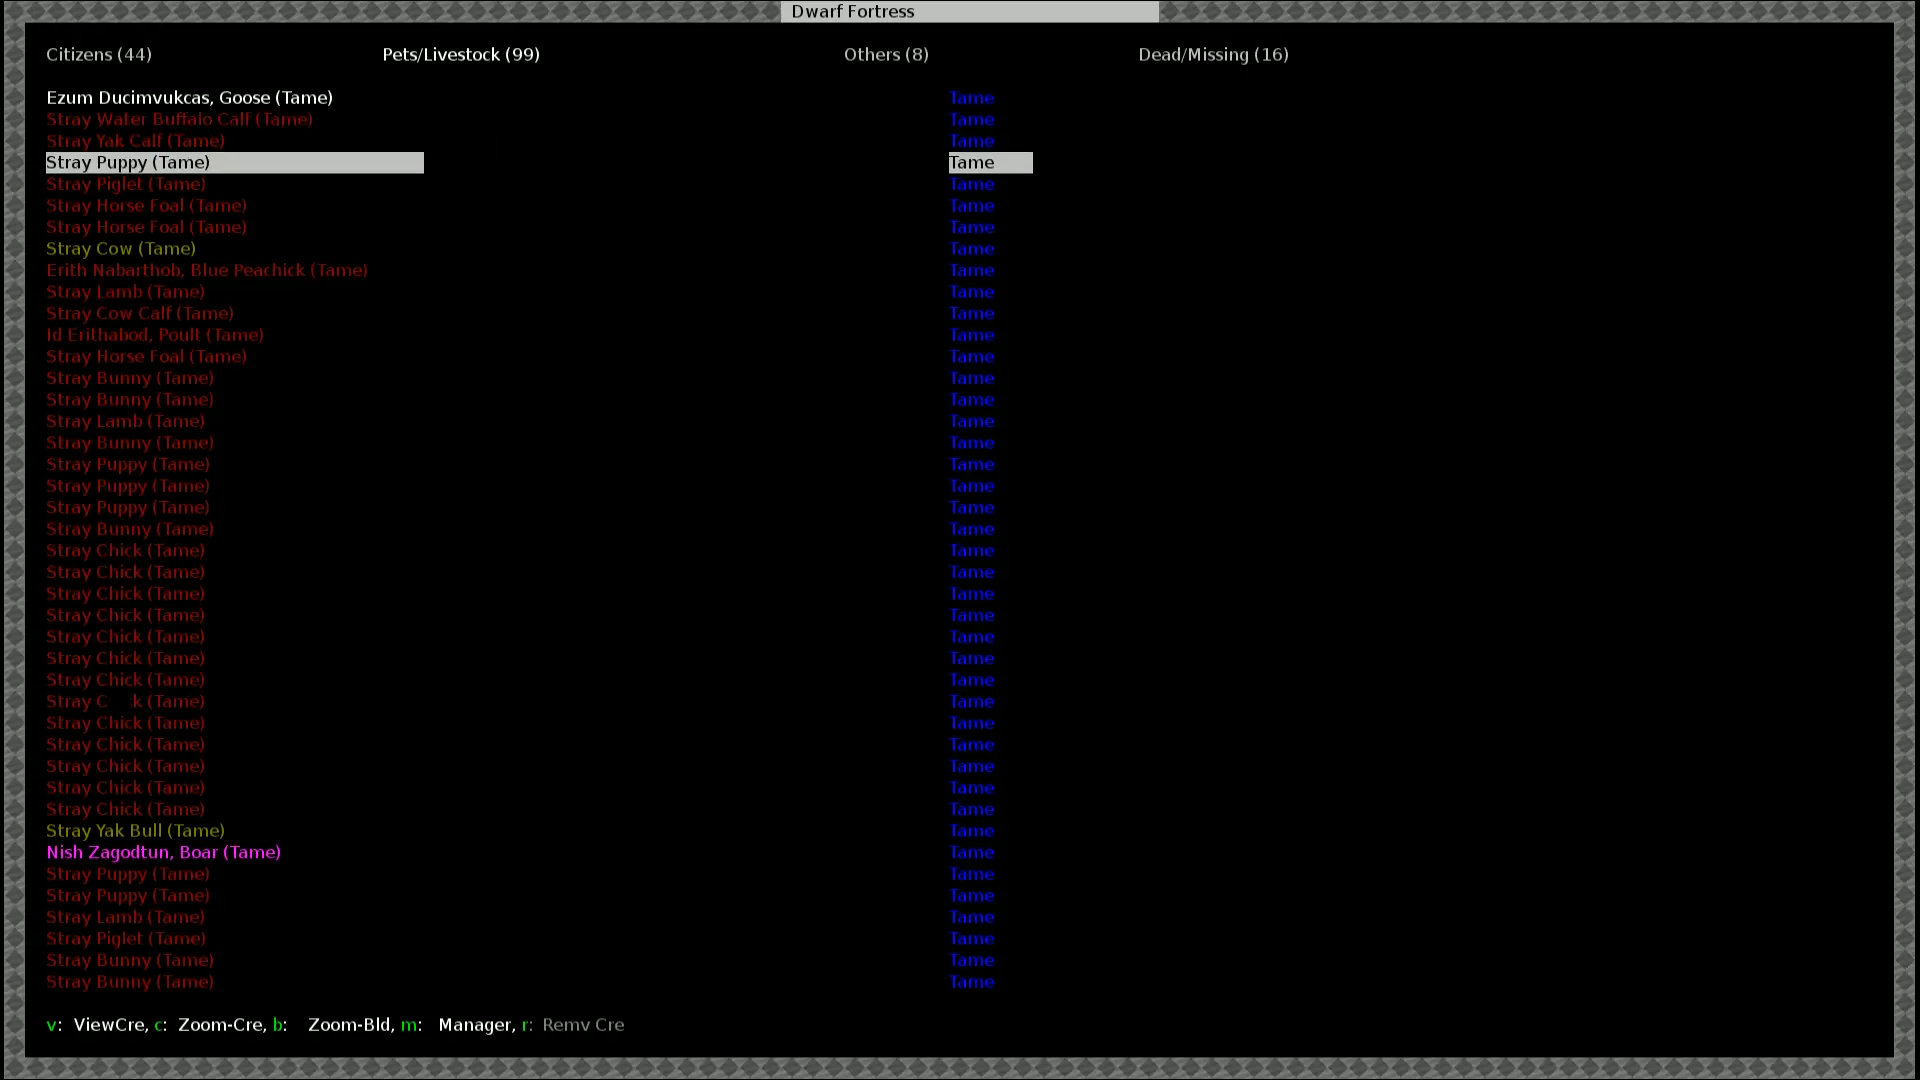 Dwarf Fortress
Citizens (44) Pets/Livestock (99) Others (8) Dead/Missing (16)
Ezum Ducimvukcas, Goose (Tame) Tame
Stray Water Buffalo Calf (Tame) Tame
Stray Yak Calf (Tame) Tame
Stray Puppy (Tame) Tame
Stray Piglet (Tame) Tame
Stray Horse Foal (Tame) Tame
Stray Horse Foal (Tame) Tame
Stray Cow (Tame) Tame
Erith Nabarthob, Blue Peachick (Tame) Tame
Stray Lamb (Tame) Tame
Stray Cow Calf (Tame) Tame
Id Erithabod, Poult (Tame) Tame
Stray Horse Foal (Tame) Tame
Stray Bunny (Tame) Tame
Stray Bunny (Tame) Tame
Stray Lamb (Tame) Tame
Stray Bunny (Tame) Tame
Stray Puppy (Tame) Tame
Stray Puppy (Tame) Tame
Stray Puppy (Tame) Tame
Stray Bunny (Tame) Tame
Stray Chick (Tame) Tame
Stray Chick (Tame) Tame
Stray Chick (Tame) Tame
Stray Chick (Tame) Tame
Stray Chick (Tame) Tame
Stray Chick (Tame) Tame
Stray Chick (Tame) Tame
Stray (Tame) Tame
Stray Chick (Tame) Tame
Stray Chick (Tame) Tame
Stray Chick (Tame) Tame
Stray Chick (Tame) Tame
Stray Chick (Tame) Tame
Stray Yak Bull (Tame) Tame
Nish Zagodtun, Boar (Tame) Tame
Stray Puppy (Tame) Tame
Stray Puppy (Tame) Tame
Stray Lamb (Tame) Tame
Stray Piglet (Tame) Tame
Stray Bunny (Tame) Tame
Stray Bunny (Tame) Tame
v: ViewCre, c: Zoom-Cre, b: Zoom-Bld, m: Manager, r: Remv Cre